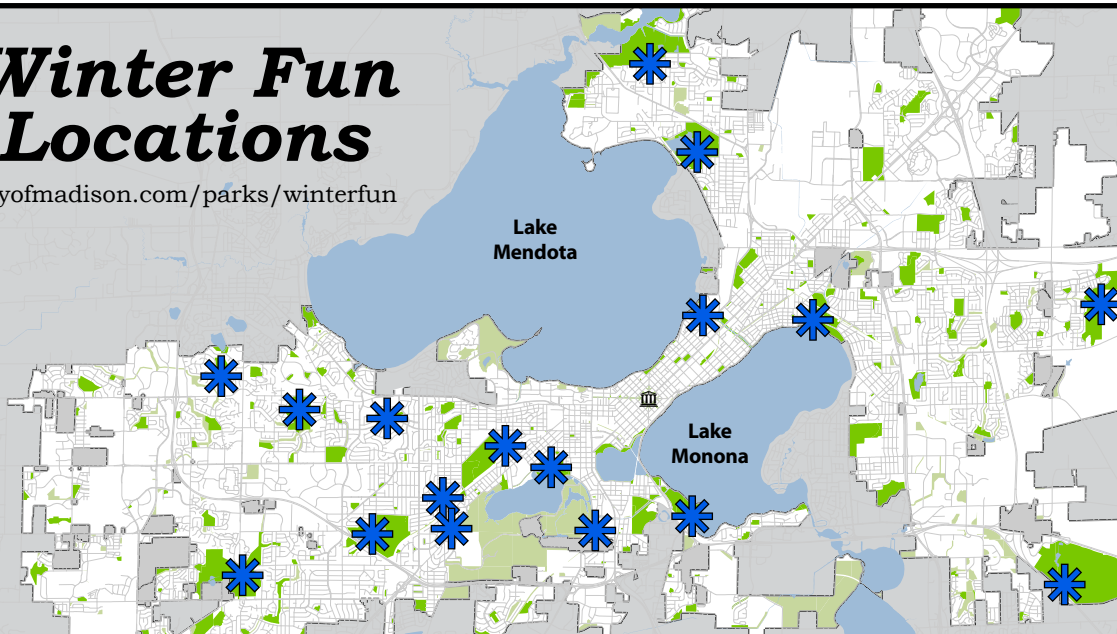 Winter Fun
Locations
yofmadison.com/parks/winterfun
Lake
Mendota
Lake
Monona